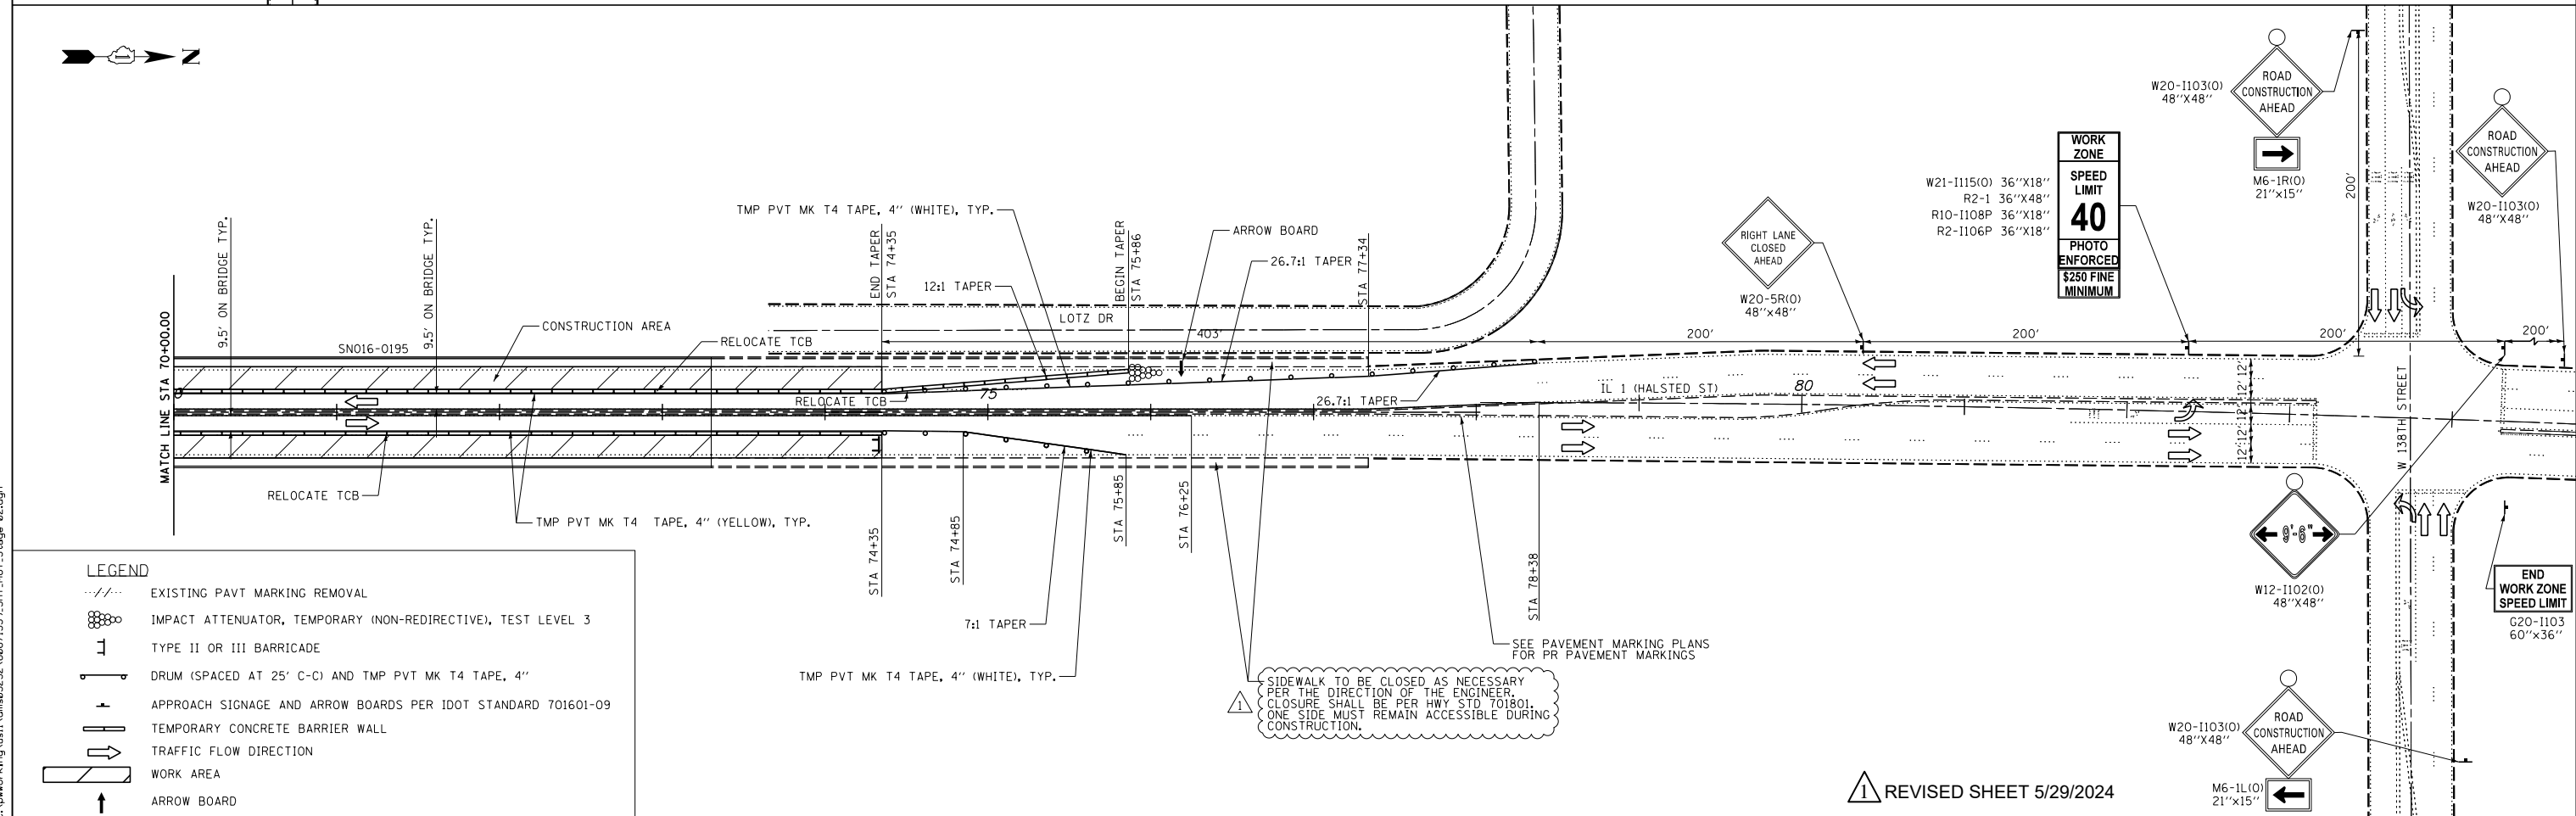 N
MATCH LINE STA 70+00.00
9.5' ON BRIDGE TYP.
SN016-0195
9.5' ON BRIDGE TYP.
CONSTRUCTION AREA
RELOCATE TCB
TMP PVT MK T4 TAPE, 4" (WHITE), TYP.
END TAPER
STA 74+35
12:1 TAPER
BEGIN TAPER
STA 75+86
ARROW BOARD
26.7:1 TAPER
STA 77+34
LOTZ DR
403'
RELOCATE TCB
75
26.7:1 TAPER
RELOCATE TCB
TMP PVT MK T4 TAPE, 4" (YELLOW), TYP.
STA 74+35
STA 74+85
STA 75+85
STA 76+25
STA 78+38
7:1 TAPER
TMP PVT MK T4 TAPE, 4" (WHITE), TYP.
SEE PAVEMENT MARKING PLANS
FOR PR PAVEMENT MARKINGS
1
SIDEWALK TO BE CLOSED AS NECESSARY
PER THE DIRECTION OF THE ENGINEER.
CLOSURE SHALL BE PER HWY STD 701801.
ONE SIDE MUST REMAIN ACCESSIBLE DURING
CONSTRUCTION.
200'
200'
200'
200'
200'
IL 1 (HALSTED ST)
80
12' 12' 12' 12' 12'
W 138TH STREET
RIGHT LANE
CLOSED
AHEAD
W20-5R(O)
48"x48"
W21-I115(O) 36"X18"
R2-1 36"X48"
R10-I108P 36"X18"
R2-I106P 36"X18"
WORK
ZONE
SPEED
LIMIT
40
PHOTO
ENFORCED
$250 FINE
MINIMUM
W20-I103(O)
48"X48"
ROAD
CONSTRUCTION
AHEAD
M6-1R(O)
21"x15"
ROAD
CONSTRUCTION
AHEAD
W20-I103(O)
48"X48"
9'-6"
W12-I102(O)
48"X48"
END
WORK ZONE
SPEED LIMIT
G20-I103
60"x36"
W20-I103(O)
48"X48"
ROAD
CONSTRUCTION
AHEAD
M6-1L(O)
21"x15"
1 REVISED SHEET 5/29/2024
LEGEND
EXISTING PAVT MARKING REMOVAL
IMPACT ATTENUATOR, TEMPORARY (NON-REDIRECTIVE), TEST LEVEL 3
TYPE II OR III BARRICADE
DRUM (SPACED AT 25' C-C) AND TMP PVT MK T4 TAPE, 4"
APPROACH SIGNAGE AND ARROW BOARDS PER IDOT STANDARD 701601-09
TEMPORARY CONCRETE BARRIER WALL
TRAFFIC FLOW DIRECTION
WORK AREA
ARROW BOARD